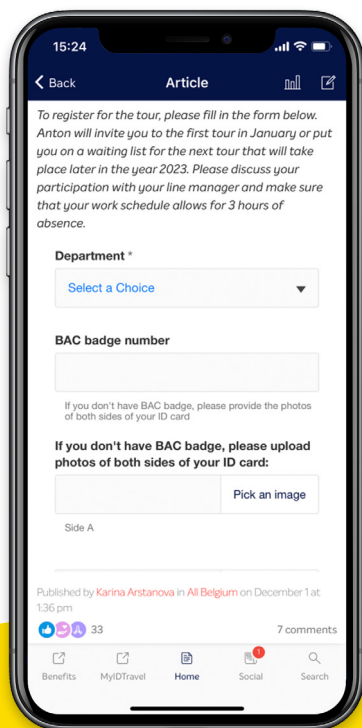 15:24
Back
Article
To register for the tour, please fill in the form below.
Anton will invite you to the first tour in January or put
you on a waiting list for the next tour that will take
place later in the year 2023. Please discuss your
participation with your line manager and make sure
that your work schedule allows for 3 hours of
absence.
Department *
Select a Choice
BAC badge number
If you don't have BAC badge, please provide the photos
of both sides of your ID card
If you don't have BAC badge, please upload
photos of both sides of your ID card:
Pick an image
Side A
Published by Karina Arstanova in All Belgium on December 1 at
1:36 pm
33
7 comments
1
Benefits
MyIDTravel
Home
Social
Search